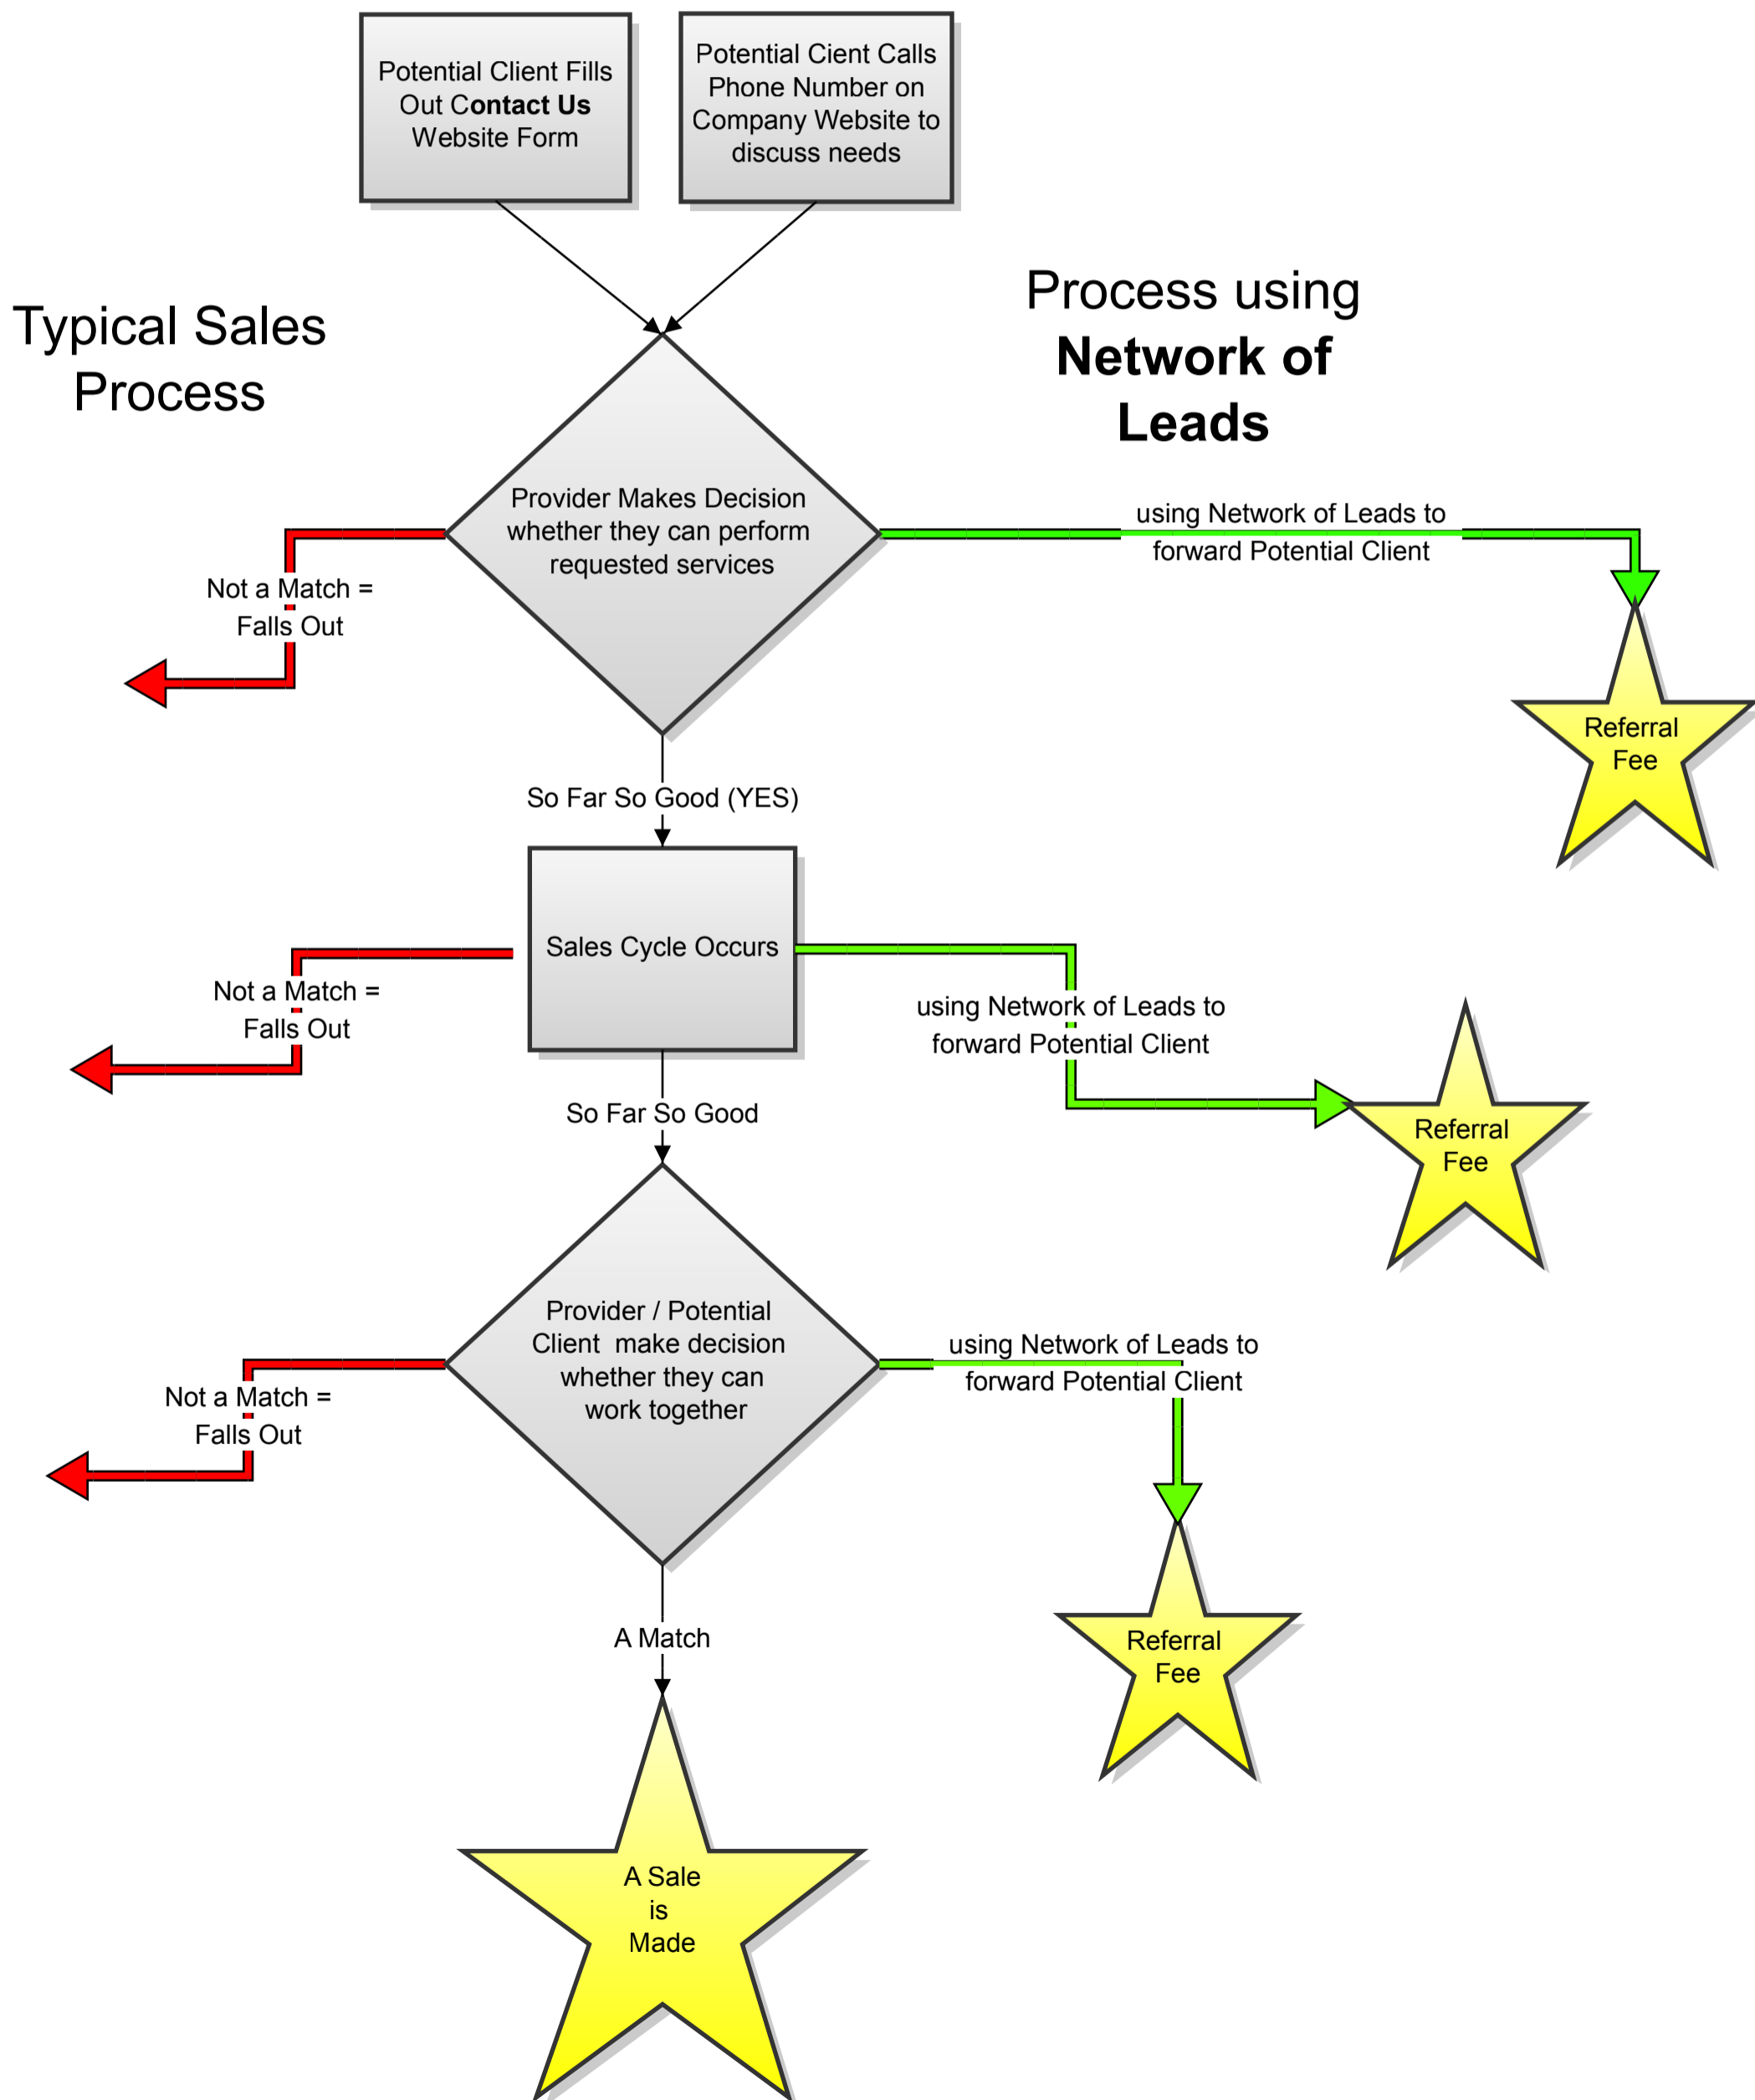 Potential Client Fills
Out Contact Us
Website Form
Potential Cient Calls
Phone Number on
Company Website to
discuss needs
Typical Sales
Process
Process using
Network of
Leads
Provider Makes Decision
whether they can perform
requested services
using Network of Leads to
forward Potential Client
Not a Match =
Falls Out
Referral
Fee
So Far So Good (YES)
Sales Cycle Occurs
Not a Match =
Falls Out
using Network of Leads to
forward Potential Client
So Far So Good
Referral
Fee
Provider / Potential
Client  make decision
whether they can
work together
using Network of Leads to
forward Potential Client
Not a Match =
Falls Out
A Match
Referral
Fee
A Sale
is
Made